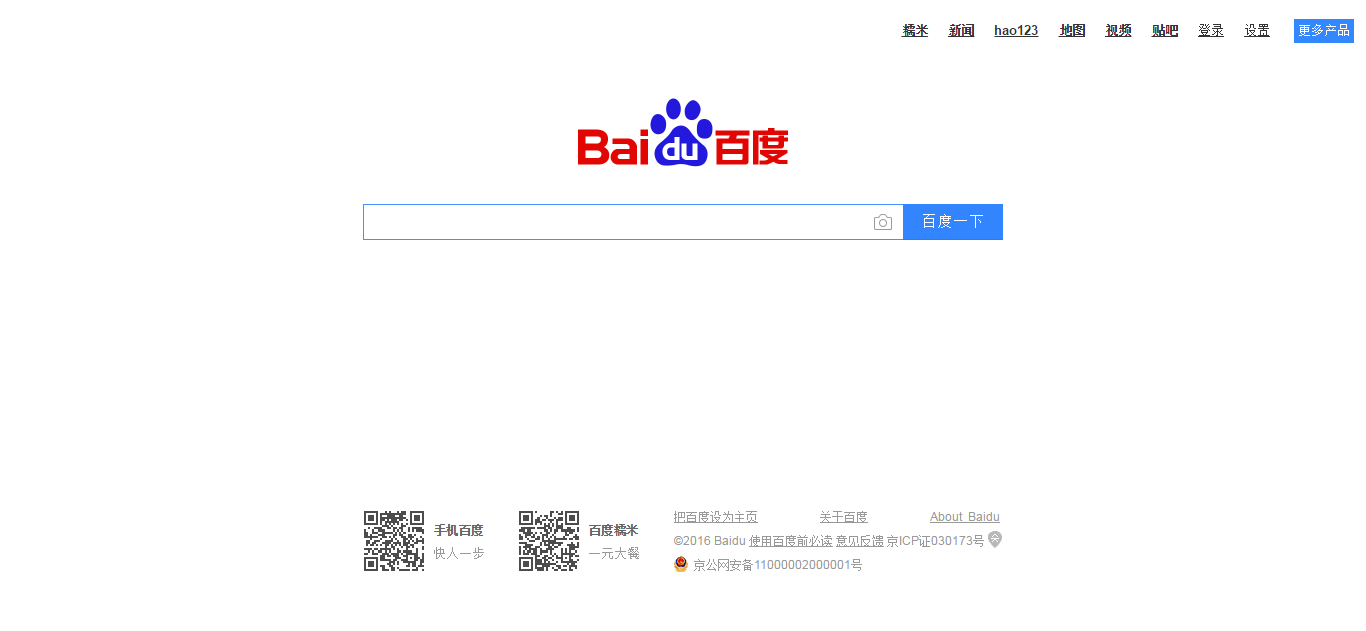 糯米 新闻 hao123 地图 视频 贴吧 登录 设置 更多产品
Bai du 百度
百度一下
手机百度
快人一步
百度糯米
一元大餐
把百度设为主页 关于百度 About Baidu
©2016 Baidu 使用百度前必读 意见反馈 京ICP证030173号
京公网安备11000002000001号